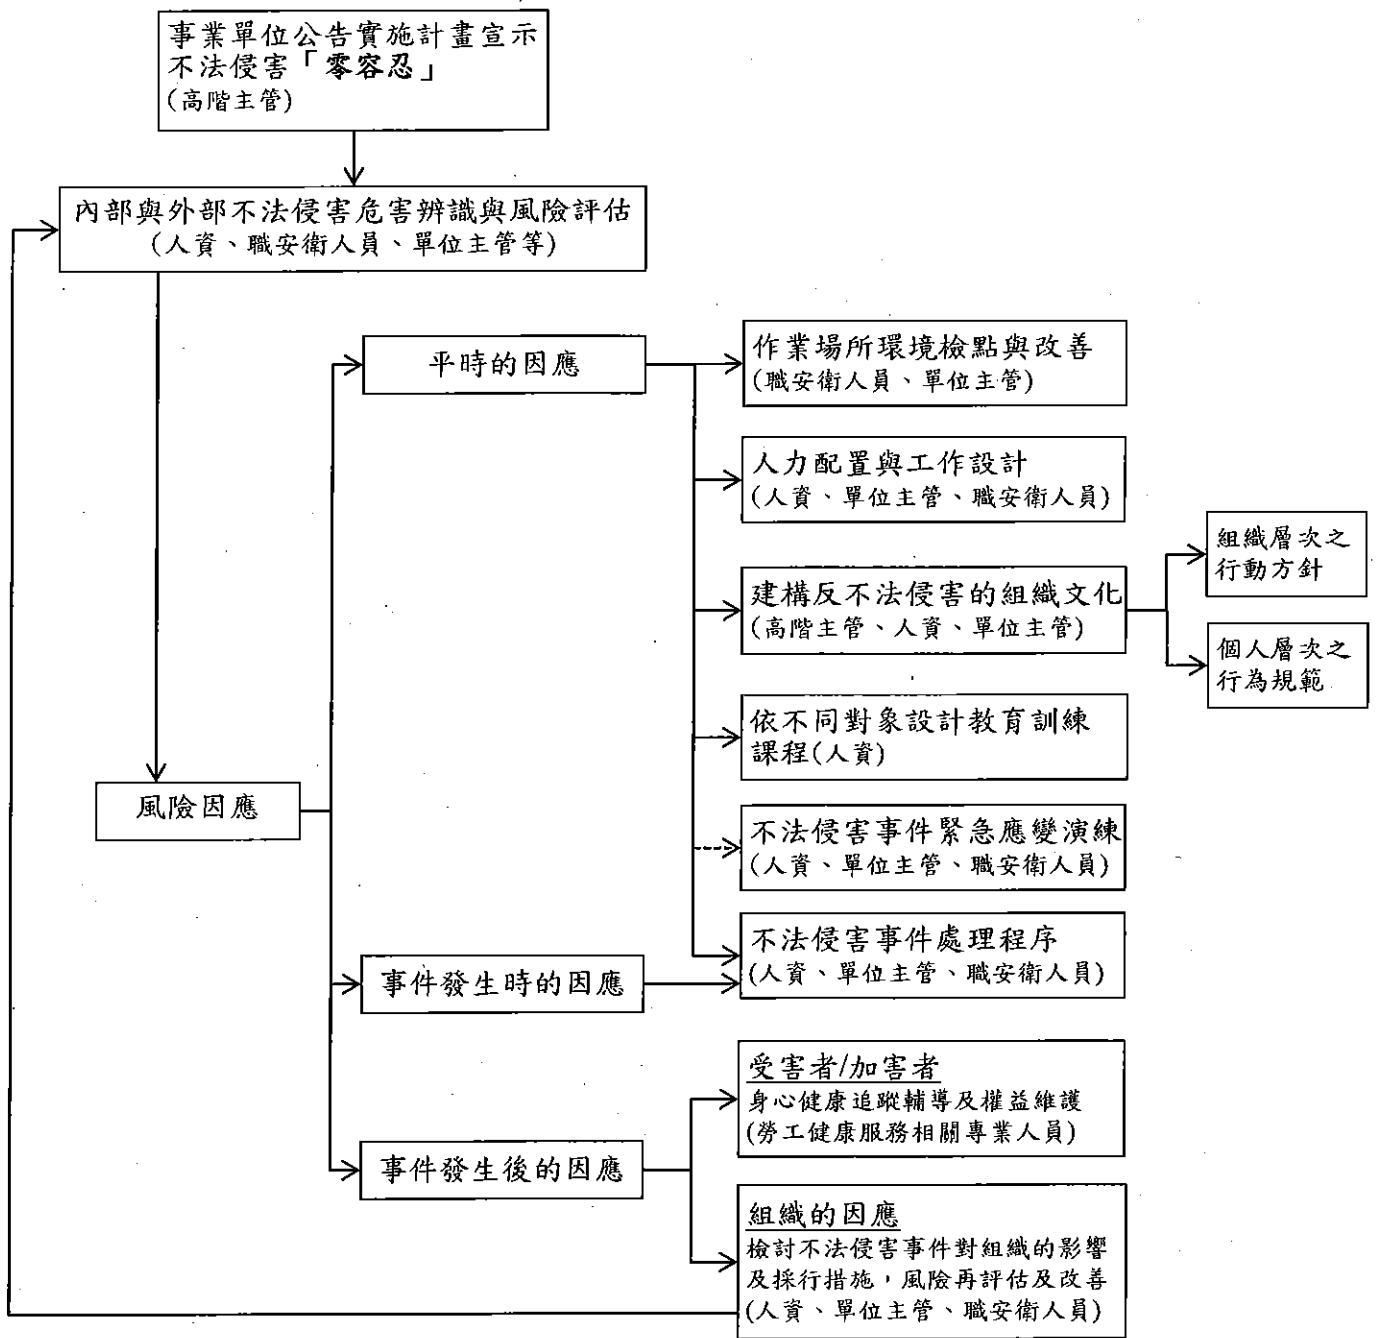 事業單位公告實施計畫宣示
不法侵害「零容忍」
(高階主管)
內部與外部不法侵害危害辨識與風險評估
(人資、職安衛人員、單位主管等)
平時的因應
作業場所環境檢點與改善
(職安衛人員、單位主管)
人力配置與工作設計
(人資、單位主管、職安衛人員)
建構反不法侵害的組織文化
(高階主管、人資、單位主管)
組織層次之
行動方針
個人層次之
行為規範
依不同對象設計教育訓練
課程(人資)
風險因應
不法侵害事件緊急應變演練
(人資、單位主管、職安衛人員)
事件發生時的因應
不法侵害事件處理程序
(人資、單位主管、職安衛人員)
事件發生後的因應
受害者/加害者
身心健康追蹤輔導及權益維護
(勞工健康服務相關專業人員)
組織的因應
檢討不法侵害事件對組織的影響
及採行措施，風險再評估及改善
(人資、單位主管、職安衛人員)